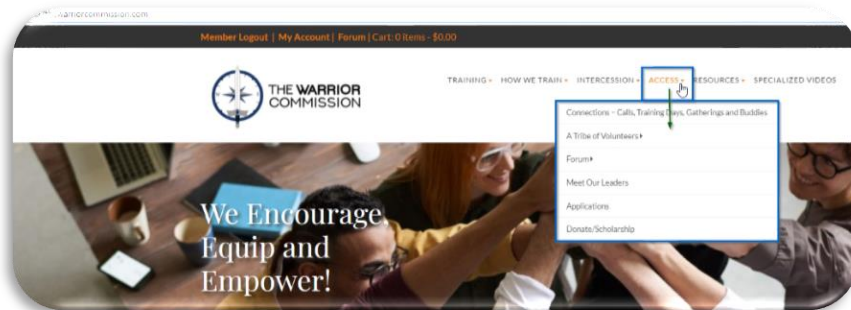 warriorcommission.com
Member Logout | My Account | Forum | Cart: 0 items - $0.00
THE WARRIOR
COMMISSION
TRAINING HOW WE TRAIN INTERCESSION ACCESS RESOURCES SPECIALIZED VIDEOS
Connections – Calls, Training Days, Gatherings and Buddies
A Tribe of Volunteers
Forum
Meet Our Leaders
Applications
Donate/Scholarship
We Encourage,
Equip and
Empower!